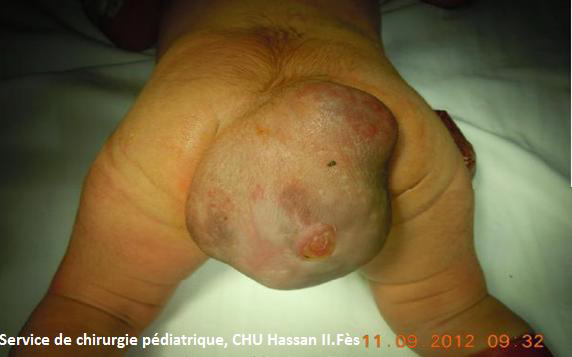 Service de chirurgie pédiatrique, CHU Hassan II.Fès 11.09.2012 09:32